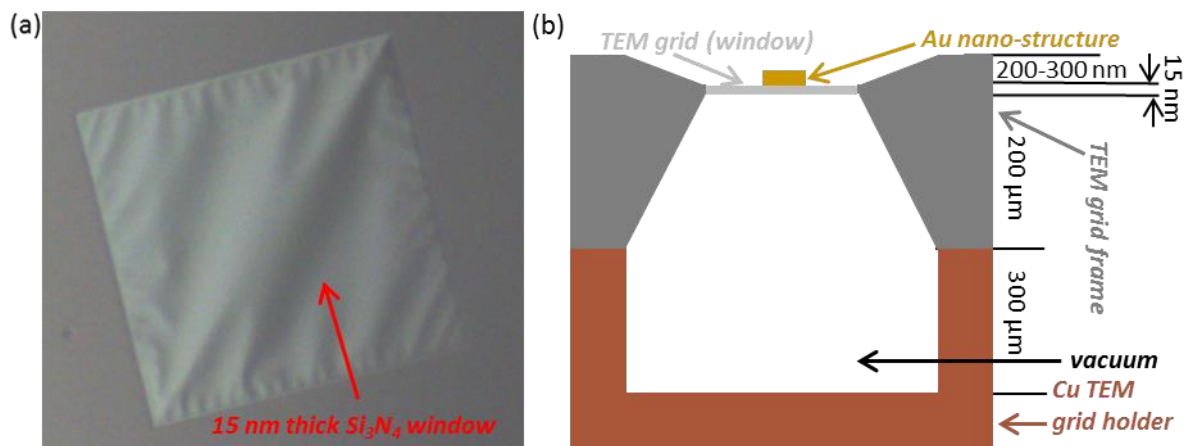 (a)
15 nm thick Si₃N₄ window
(b)
TEM grid (window)
Au nano-structure
200-300 nm
15 nm
TEM grid frame
200 µm
300 µm
vacuum
Cu TEM
grid holder